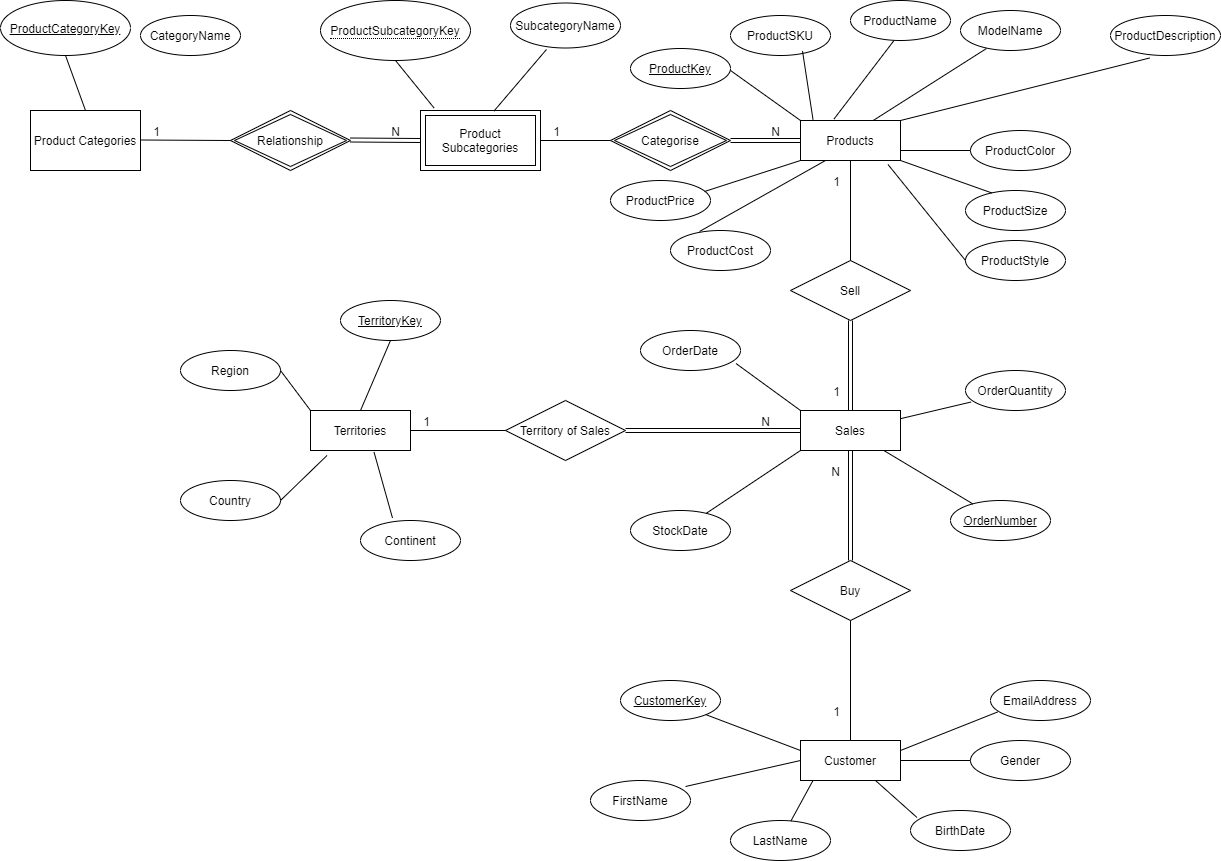 ProductCategoryKey
CategoryName
ProductSubcategoryKey
SubcategoryName
ProductSKU
ProductName
ModelName
ProductDescription
ProductKey
Product Categories
1
Relationship
N
Product
Subcategories
1
Categorise
N
Products
ProductColor
1
ProductPrice
ProductSize
ProductCost
ProductStyle
Sell
TerritoryKey
OrderDate
Region
1
OrderQuantity
Territories
1
Territory of Sales
N
Sales
N
Country
StockDate
OrderNumber
Continent
Buy
CustomerKey
EmailAddress
1
Customer
Gender
FirstName
LastName
BirthDate